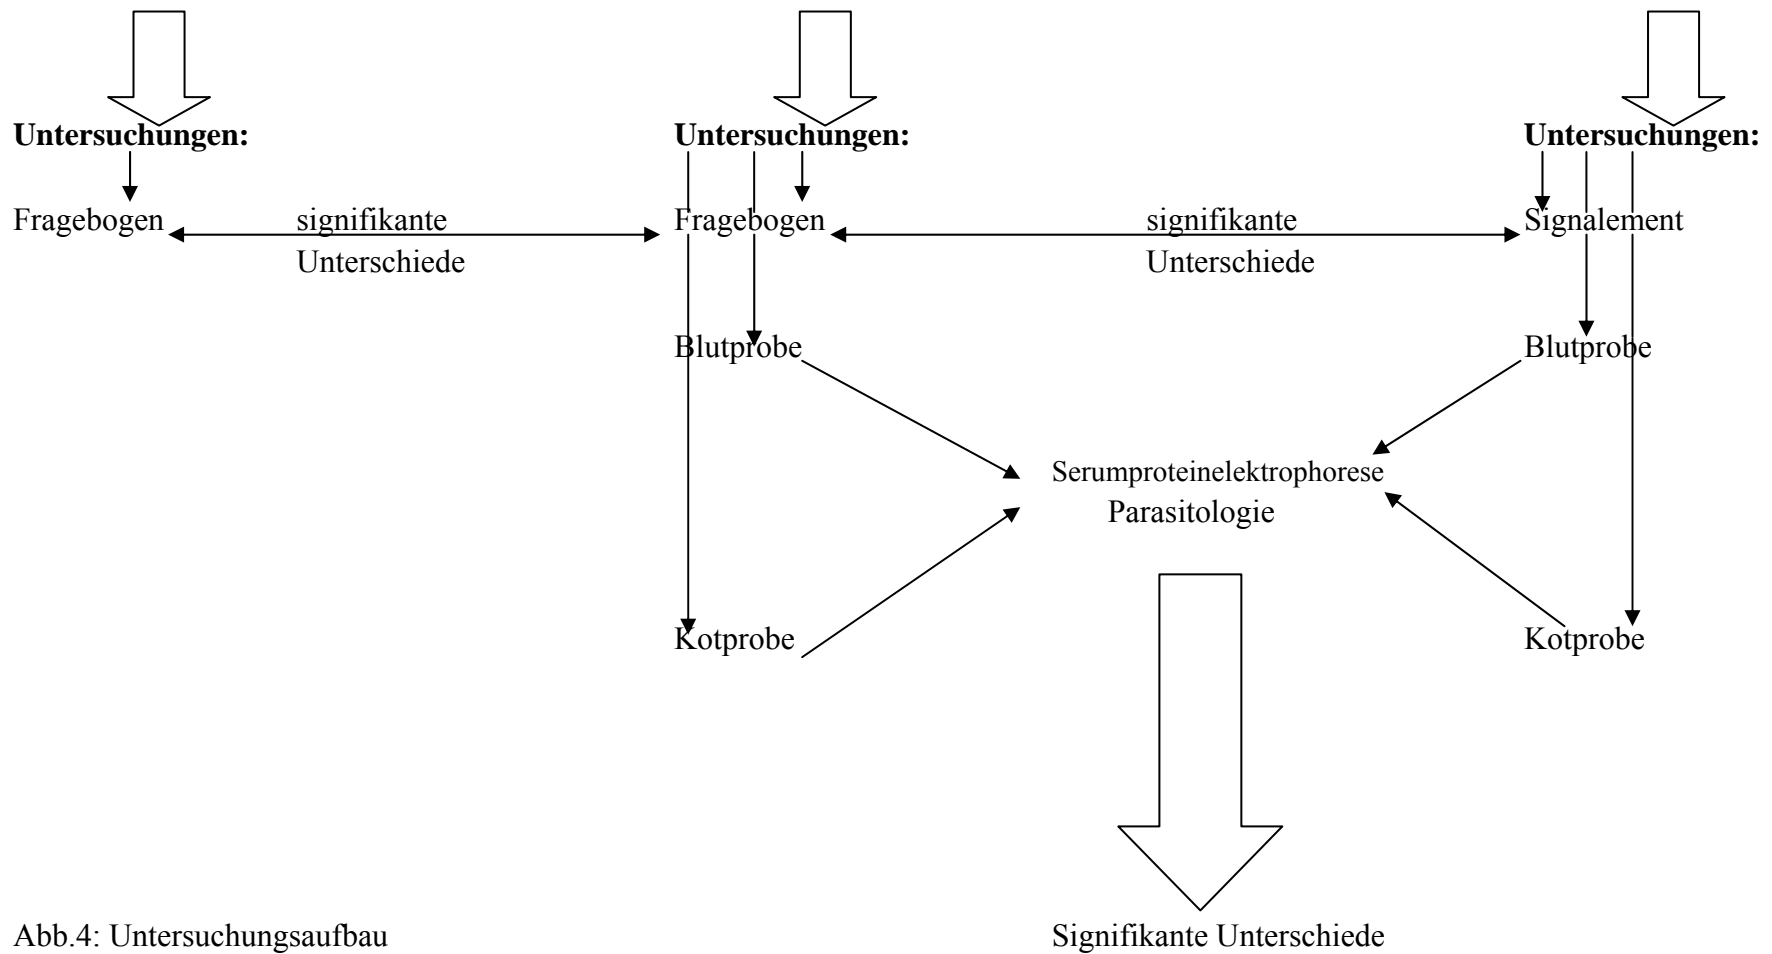 Untersuchungen: Untersuchungen: Untersuchungen:
Fragebogen signifikante Fragebogen signifikante Signalement
Unterschiede Unterschiede
Blutprobe Blutprobe
Serumproteinelektrophorese
Parasitologie
Kotprobe Kotprobe
Abb.4: Untersuchungsaufbau Signifikante Unterschiede